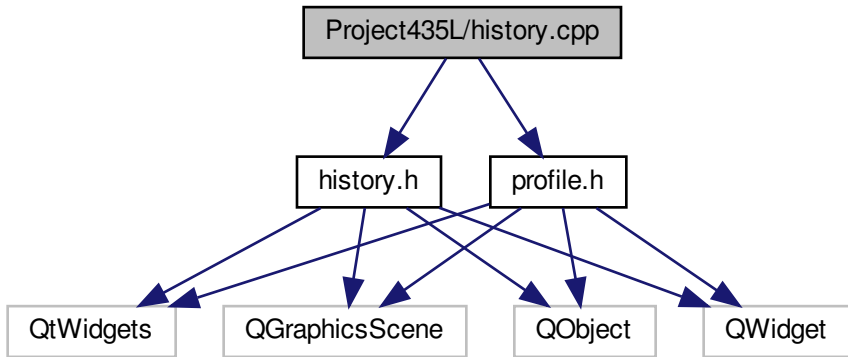 Project435L/history.cpp
history.h
profile.h
QtWidgets
QGraphicsScene
QObject
QWidget